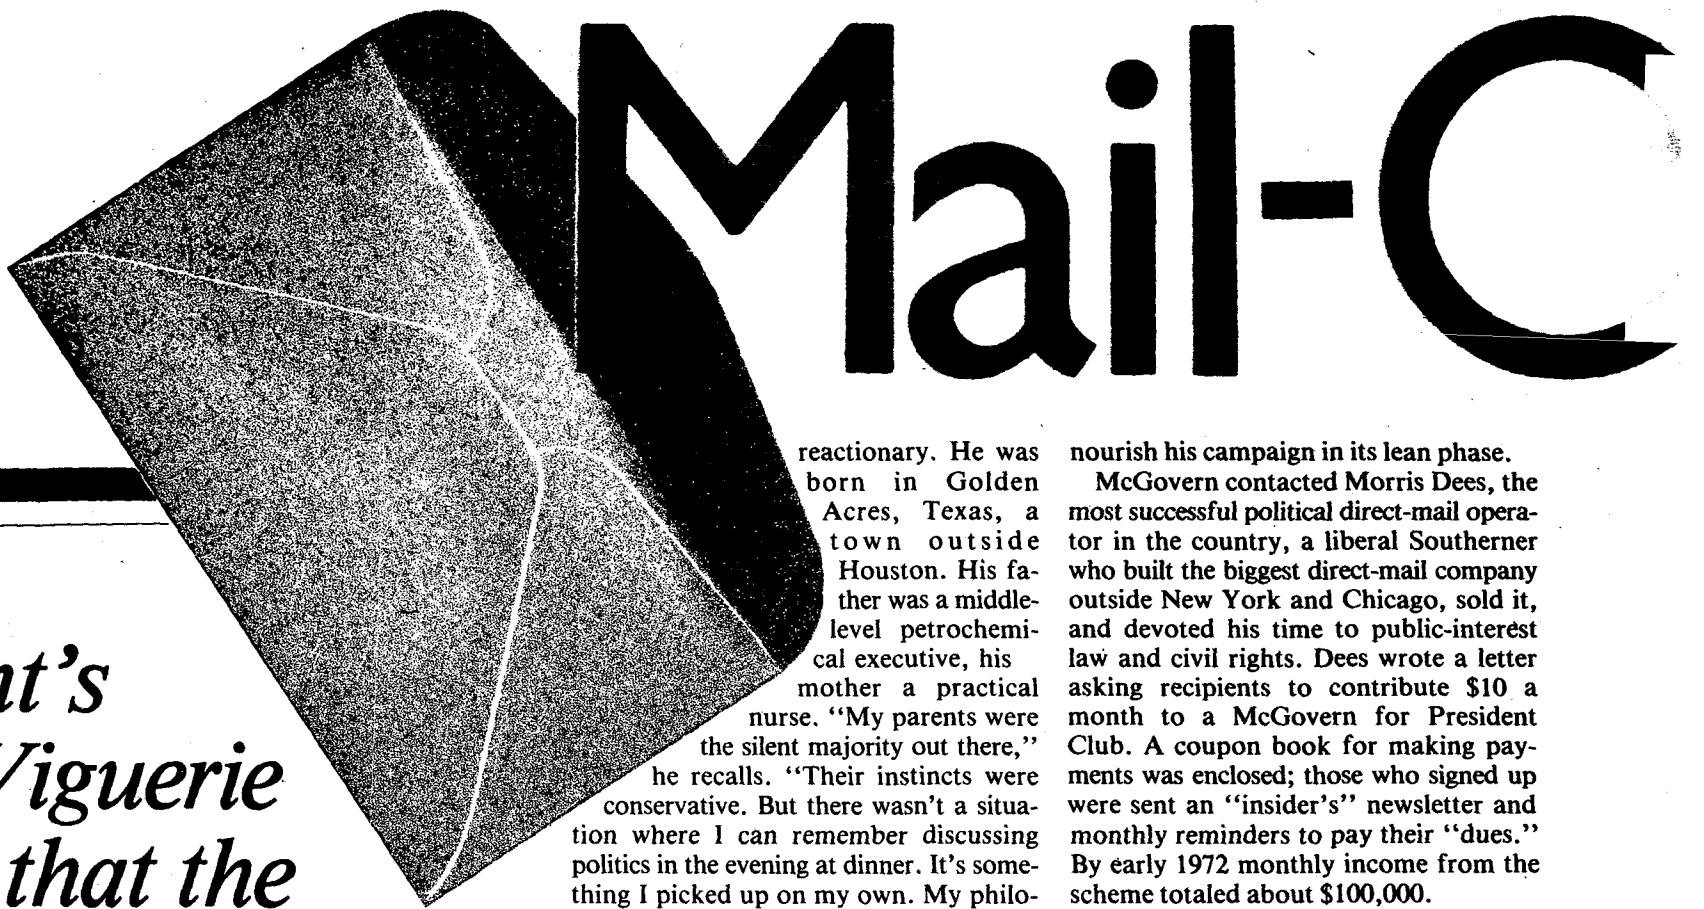 Mail-C
nt's
Viguerie
that the
reactionary. He was
born in Golden
Acres, Texas, a
town outside
Houston. His fa-
ther was a middle-
level petrochemi-
cal executive, his
mother a practical
nurse. “My parents were
the silent majority out there,”
he recalls. “Their instincts were
conservative. But there wasn't a situa-
tion where I can remember discussing
politics in the evening at dinner. It's some-
thing I picked up on my own. My philo-
nourish his campaign in its lean phase.
McGovern contacted Morris Dees, the
most successful political direct-mail opera-
tor in the country, a liberal Southerner
who built the biggest direct-mail company
outside New York and Chicago, sold it,
and devoted his time to public-interest
law and civil rights. Dees wrote a letter
asking recipients to contribute $10 a
month to a McGovern for President
Club. A coupon book for making pay-
ments was enclosed; those who signed up
were sent an “insider's” newsletter and
monthly reminders to pay their “dues.”
By early 1972 monthly income from the
scheme totaled about $100,000.